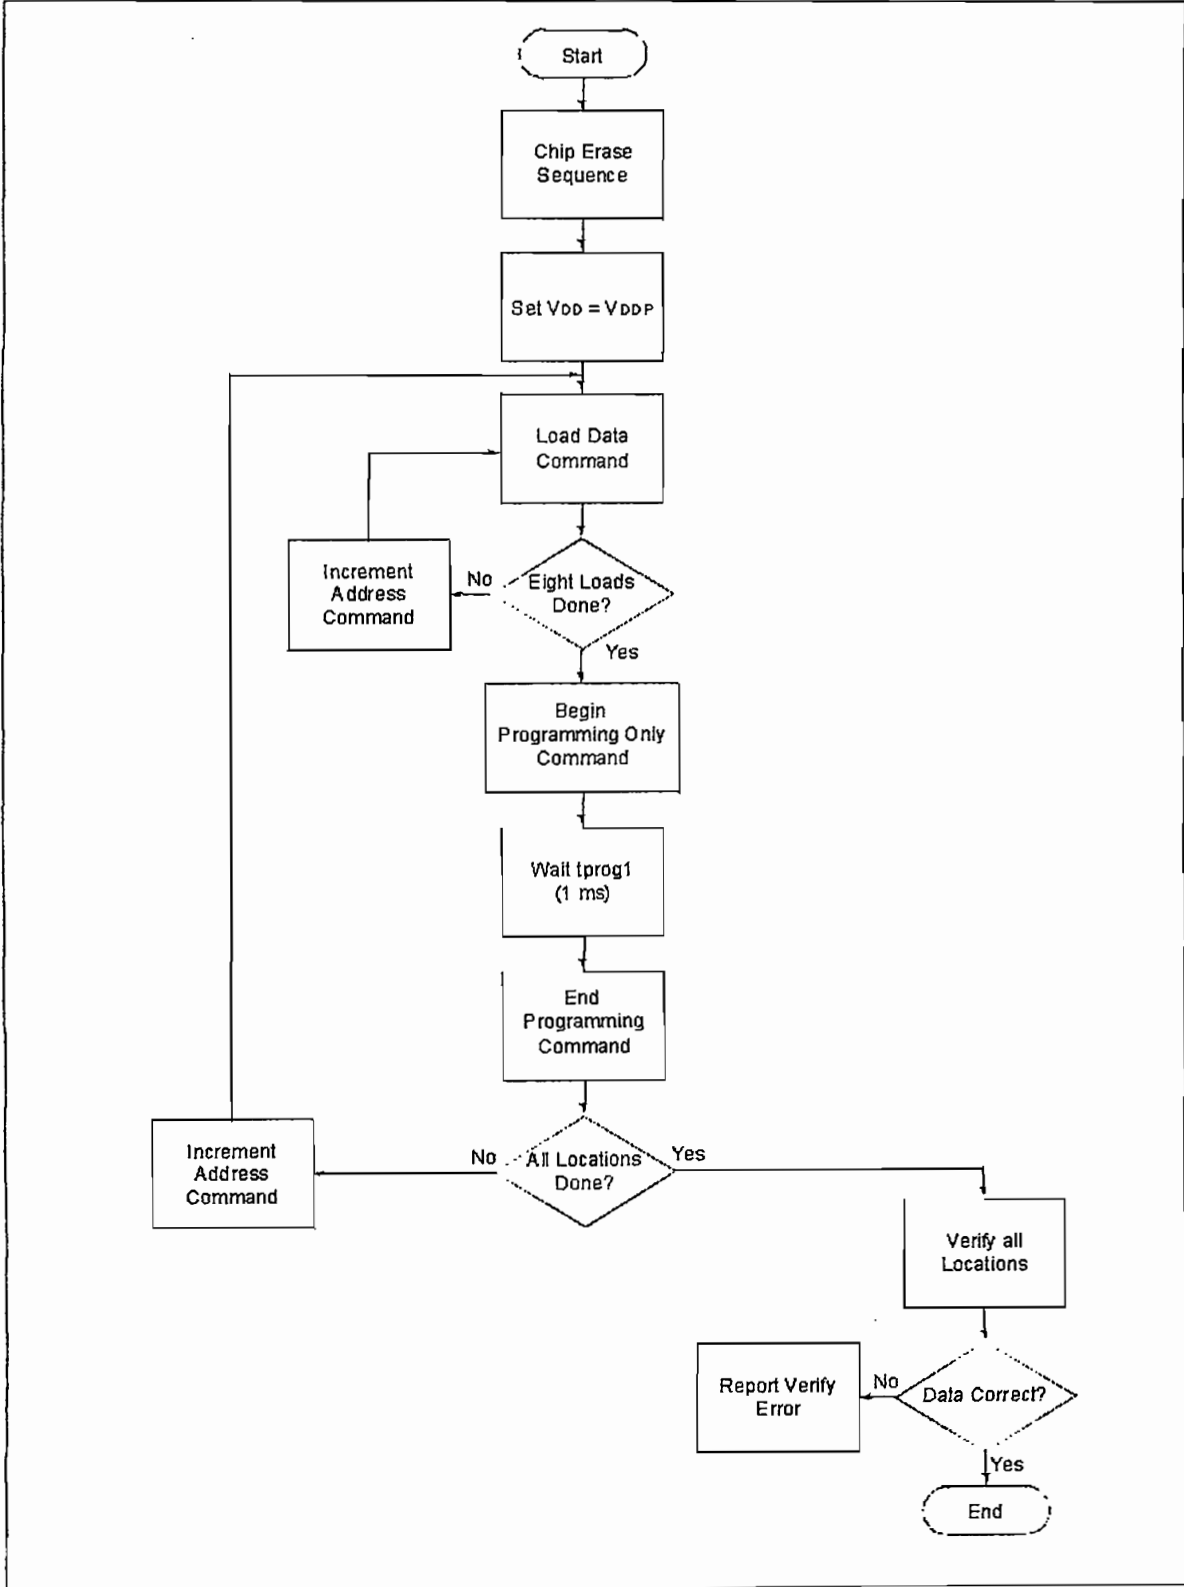 Start
Chip Erase
Sequence
Set VDD = VDDP
Load Data
Command
Increment
Address
Command
No
Eight Loads
Done?
Yes
Begin
Programming Only
Command
Wait tprog1
(1 ms)
End
Programming
Command
Increment
Address
Command
No
All Locations
Done?
Yes
Verify all
Locations
Report Verify
Error
No
Data Correct?
Yes
End